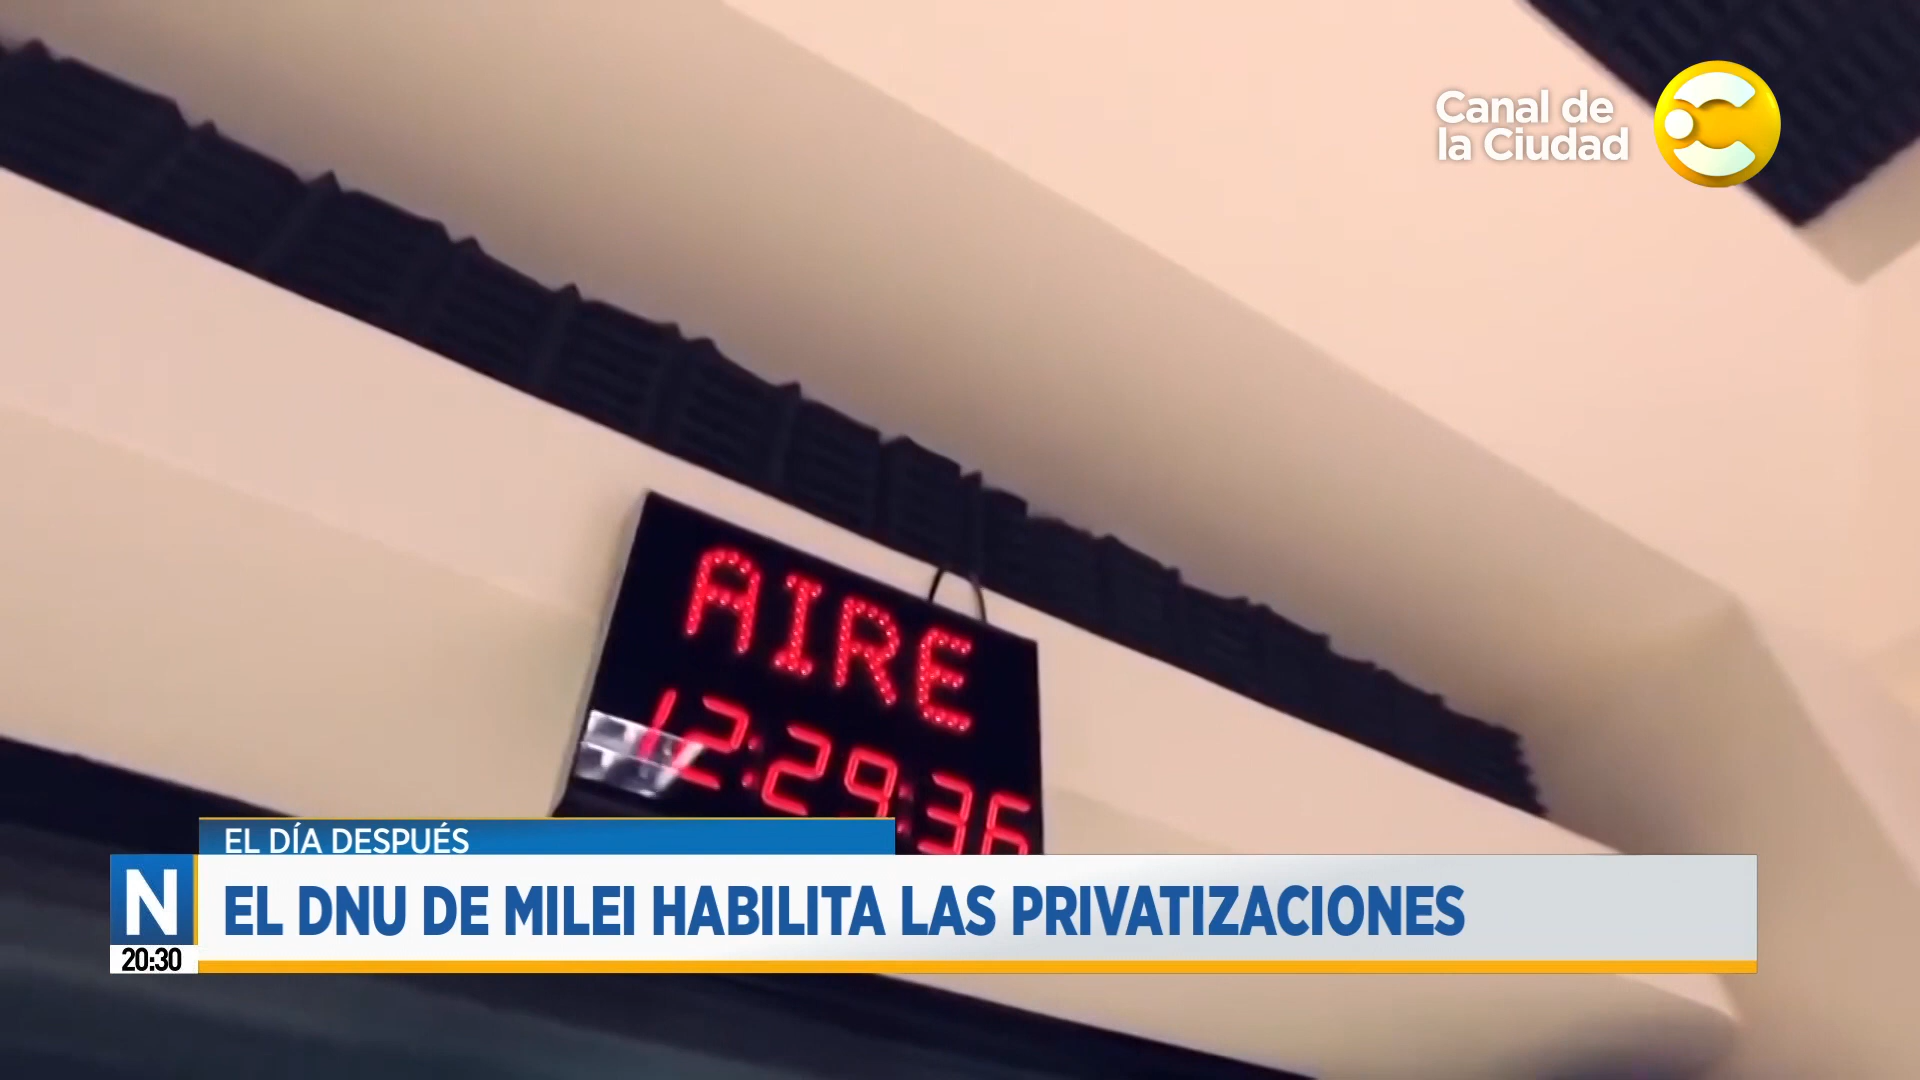 Canal de
la Ciudad
AIRE
12:29:36
EL DÍA DESPUÉS
N
EL DNU DE MILEI HABILITA LAS PRIVATIZACIONES
20:30